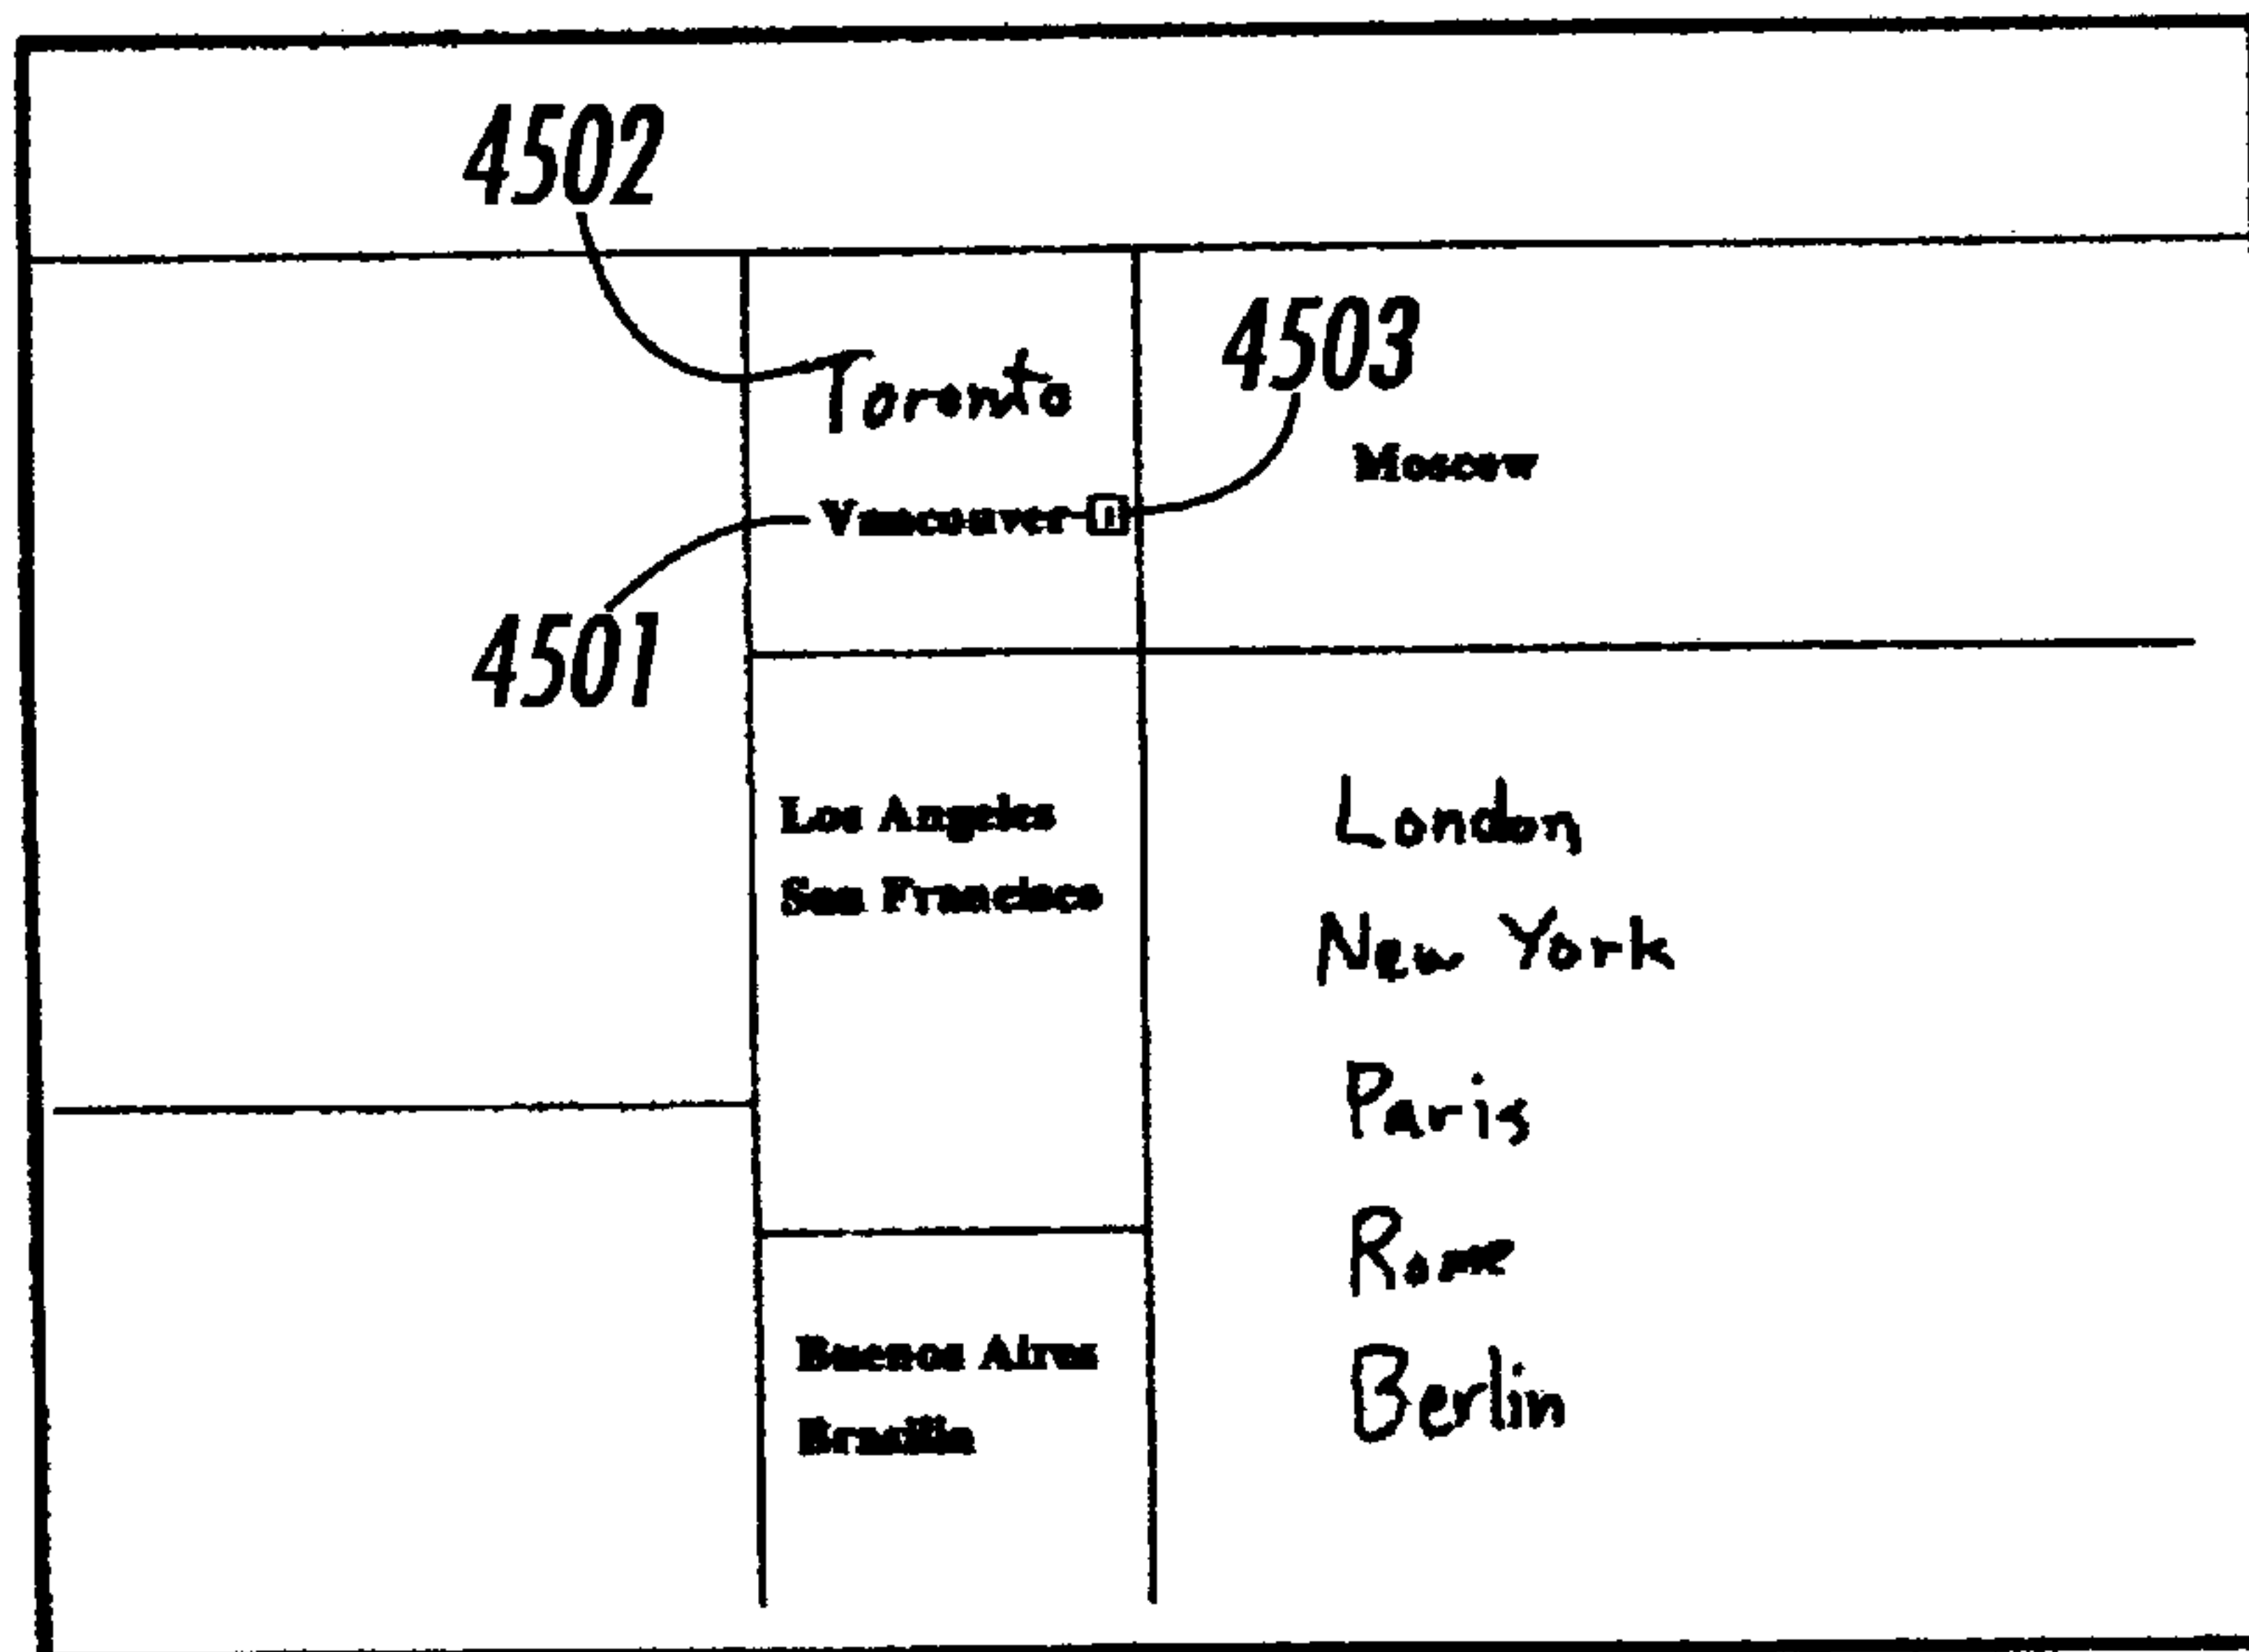 4502
Toronto
4503
Moscow
Vancouver
4501
Los Angeles
San Francisco
London
New York
Paris
Rome
Berlin
Buenos Aires
Brasilia